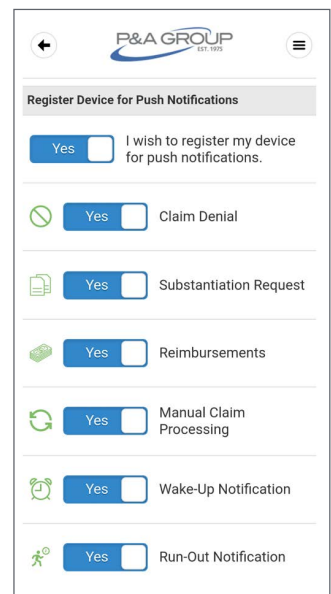 P&A GROUP
EST. 1975
Register Device for Push Notifications
Yes
I wish to register my device
for push notifications.
Yes
Claim Denial
Yes
Substantiation Request
Yes
Reimbursements
Yes
Manual Claim
Processing
Yes
Wake-Up Notification
Yes
Run-Out Notification